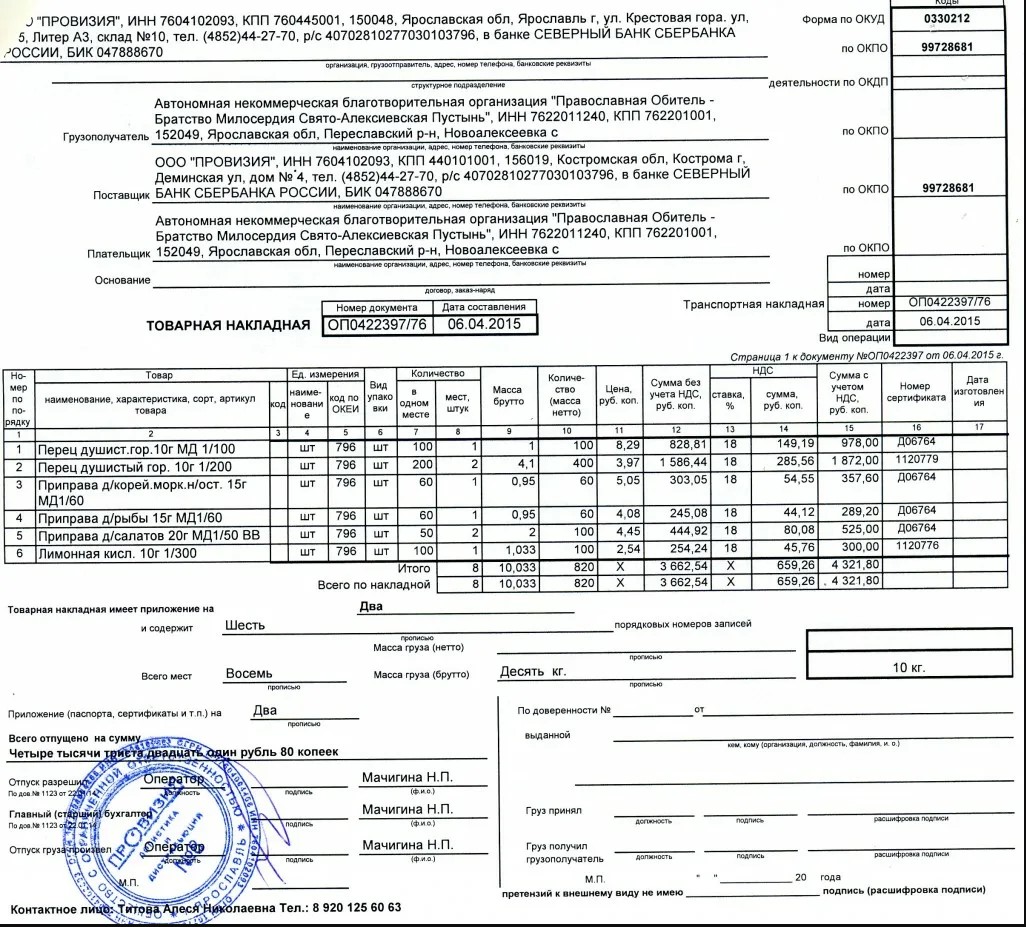 "ПРОВИЗИЯ", ИНН 7604102093, КПП 760445001, 150048, Ярославская обл, Ярославль г, ул. Крестовая гора. ул,
5, Литер А3, склад №10, тел. (4852)44-27-70, р/с 40702810277030103796, в банке СЕВЕРНЫЙ БАНК СБЕРБАНКА
РОССИИ, БИК 047888670
организация, грузоотправитель, адрес, номер телефона, банковские реквизиты
структурное подразделение
Коды
Форма по ОКУД 0330212
по ОКПО 99728681
деятельности по ОКДП
Автономная некоммерческая благотворительная организация "Православная Обитель -
Братство Милосердия Свято-Алексиевская Пустынь", ИНН 7622011240, КПП 762201001,
Грузополучатель 152049, Ярославская обл, Переславский р-н, Новоалексеевка с
по ОКПО
наименование организации, адрес, номер телефона, банковские реквизиты
ООО "ПРОВИЗИЯ", ИНН 7604102093, КПП 440101001, 156019, Костромская обл, Кострома г,
Деминская ул, дом № 4, тел. (4852)44-27-70, р/с 40702810277030103796, в банке СЕВЕРНЫЙ
Поставщик БАНК СБЕРБАНКА РОССИИ, БИК 047888670
по ОКПО 99728681
наименование организации, адрес, номер телефона, банковские реквизиты
Автономная некоммерческая благотворительная организация "Православная Обитель -
Братство Милосердия Свято-Алексиевская Пустынь", ИНН 7622011240, КПП 762201001,
Плательщик 152049, Ярославская обл, Переславский р-н, Новоалексеевка с
по ОКПО
наименование организации, адрес, номер телефона, банковские реквизиты
Основание
договор, заказ-наряд
номер
дата
Транспортная накладная номер ОП0422397/76
дата 06.04.2015
Вид операции
Номер документа Дата составления
ТОВАРНАЯ НАКЛАДНАЯ ОП0422397/76 06.04.2015
Страница 1 к документу №ОП0422397 от 06.04.2015 г.
Но-мер по по-рядку Товар Ед. измерения Вид упако вки Количество Масса брутто Количе-ство (масса нетто) Цена, руб. коп. Сумма без учета НДС, руб. коп. НДС Сумма с учетом НДС, руб. коп. Номер сертификата Дата изготовлен ия
наименование, характеристика, сорт, артикул товара код наиме-новани е код по ОКЕИ в одном месте мест, штук ставка, % сумма, руб. коп.
1 2 3 4 5 6 7 8 9 10 11 12 13 14 15 16 17
1 Перец душист.гор.10г МД 1/100 шт 796 шт 100 1 1 100 8,29 828,81 18 149,19 978,00 Д06764
2 Перец душистый гор. 10г 1/200 шт 796 шт 200 2 4,1 400 3,97 1 586,44 18 285,56 1 872,00 1120779
3 Приправа д/корей.морк.н/ост. 15г МД1/60 шт 796 шт 60 1 0,95 60 5,05 303,05 18 54,55 357,60 Д06764
4 Приправа д/рыбы 15г МД1/60 шт 796 шт 60 1 0,95 60 4,08 245,08 18 44,12 289,20 Д06764
5 Приправа д/салатов 20г МД1/50 ВВ шт 796 шт 50 2 2 100 4,45 444,92 18 80,08 525,00 Д06764
6 Лимонная кисл. 10г 1/300 шт 796 шт 100 1 1,033 100 2,54 254,24 18 45,76 300,00 1120776
Итого 8 10,033 820 X 3 662,54 X 659,26 4 321,80
Всего по накладной 8 10,033 820 X 3 662,54 X 659,26 4 321,80
Товарная накладная имеет приложение на Два
и содержит Шесть порядковых номеров записей
прописью
Масса груза (нетто)
прописью
Всего мест Восемь Масса груза (брутто) Десять кг. 10 кг.
прописью прописью
Приложение (паспорта, сертификаты и т.п.) на Два
прописью
Всего отпущено на сумму
Четыре тысячи триста двадцать один рубль 80 копеек
Отпуск разрешил Оператор Мачигина Н.П.
По дов.№ 1123 от должность подпись (ф.и.о.)
Главный (старший) бухгалтер Мачигина Н.П.
По дов.№ 1123 от подпись (ф.и.о.)
Отпуск груза произвел Оператор Мачигина Н.П.
должность подпись (ф.и.о.)
М.П.
Контактное лицо: Титова Алеся Николаевна Тел.: 8 920 125 60 63
По доверенности № от
выданной
кем, кому (организация, должность, фамилия, и. о.)
Груз принял
должность подпись расшифровка подписи
Груз получил
грузополучатель
должность подпись расшифровка подписи
М.П. " " 20 года
претензий к внешнему виду не имею подпись (расшифровка подписи)
ПРОВИЗИЯ
логистика
№3
ЯРОСЛАВЛЬ